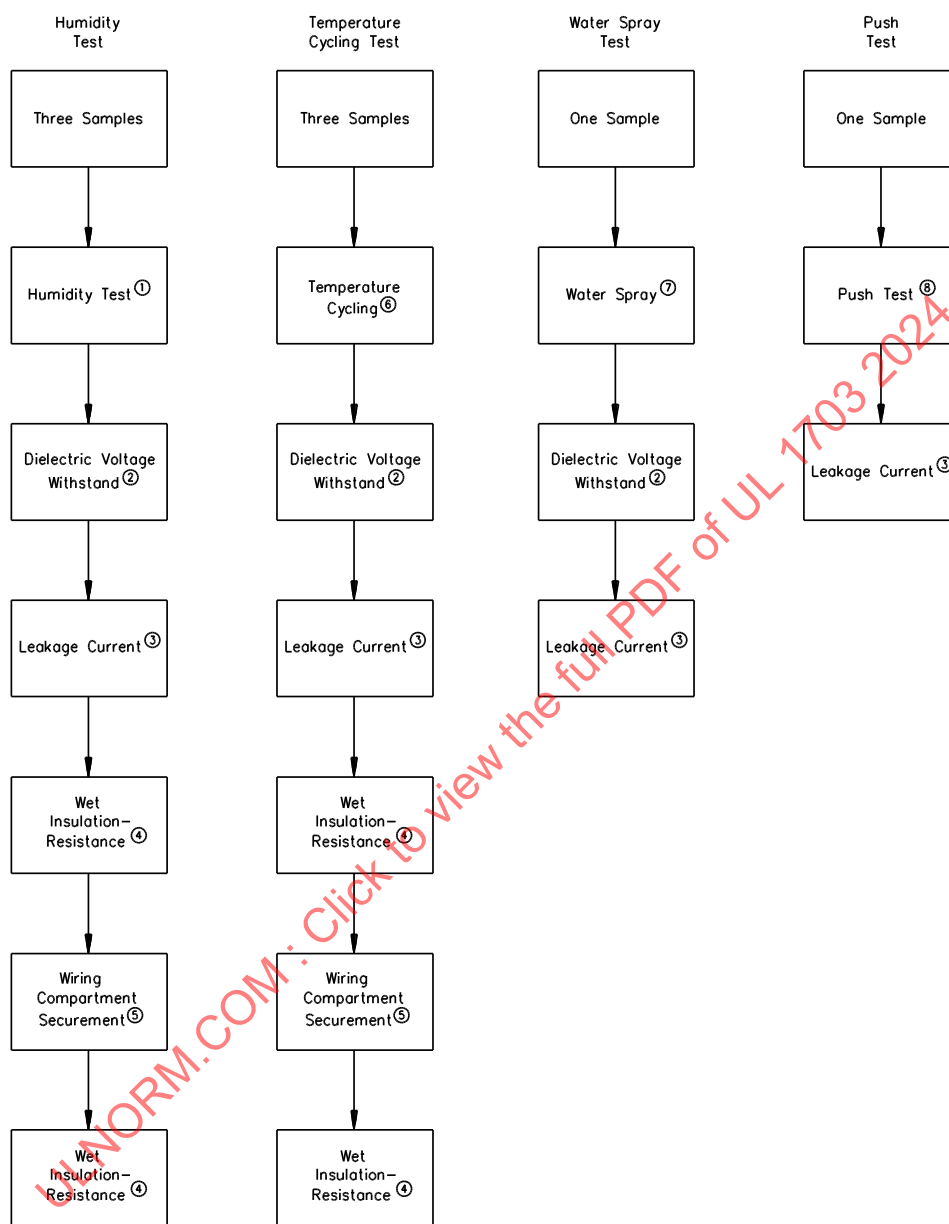 Humidity
Test
Temperature
Cycling Test
Water Spray
Test
Push
Test
Three Samples
Three Samples
One Sample
One Sample
Humidity Test ①
Temperature
Cycling ⑥
Water Spray ⑦
Push Test ⑧
Dielectric Voltage
Withstand ②
Dielectric Voltage
Withstand ②
Dielectric Voltage
Withstand ②
Leakage Current ③
Leakage Current ③
Leakage Current ③
Leakage Current ③
Wet
Insulation-
Resistance ④
Wet
Insulation-
Resistance ④
Wiring
Compartment
Securement ⑤
Wiring
Compartment
Securement ⑤
Wet
Insulation-
Resistance ④
Wet
Insulation-
Resistance ④
ULNORM.COM : Click to view the full PDF of UL 1703 2024